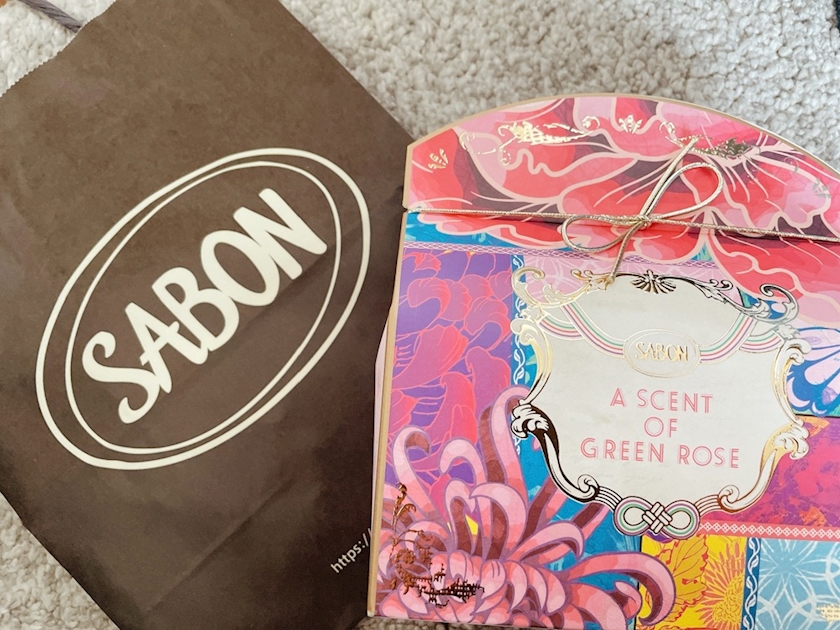 SABON
https://
SABON
A SCENT
OF
GREEN ROSE